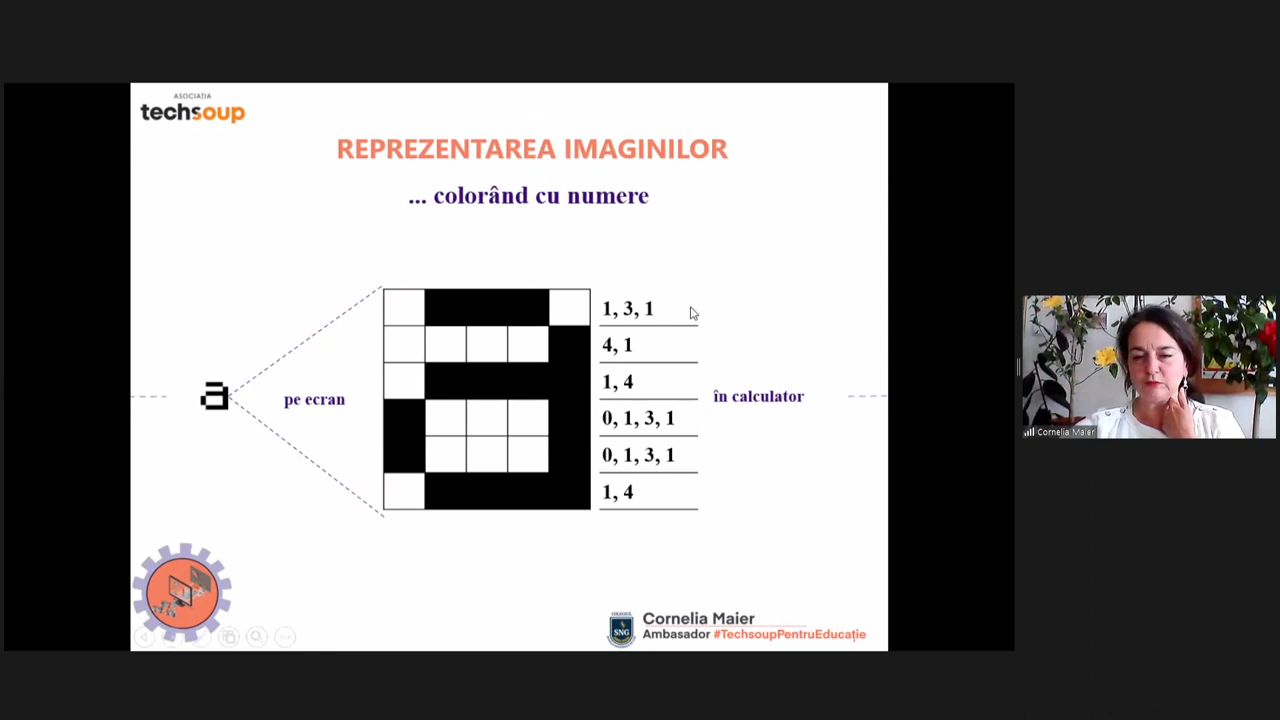 ASOCIAȚIA
techsoup
REPREZENTAREA IMAGINILOR
... colorând cu numere
1, 3, 1
4, 1
1, 4
a
pe ecran
în calculator
0, 1, 3, 1
0, 1, 3, 1
1, 4
SNG
Cornelia Maier
Ambasador #TechsoupPentruEducație
Cornelia Maier